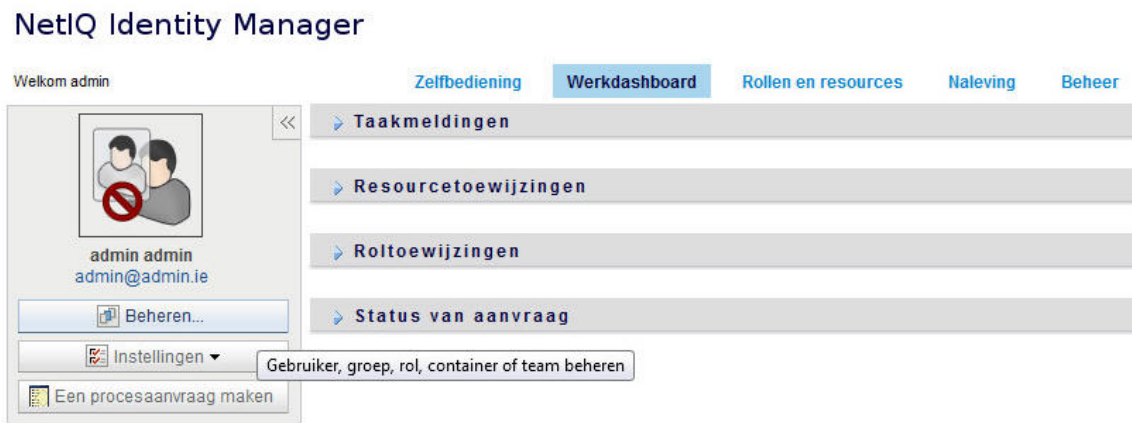 NetIQ Identity Manager
Welkom admin
Zelfbediening Werkdashboard Rollen en resources Naleving Beheer
Taakmeldingen
Resourcetoewijzingen
Roltoewijzingen
admin admin
admin@admin.ie
Beheren...
Status van aanvraag
Instellingen
Gebruiker, groep, rol, container of team beheren
Een procesaanvraag maken